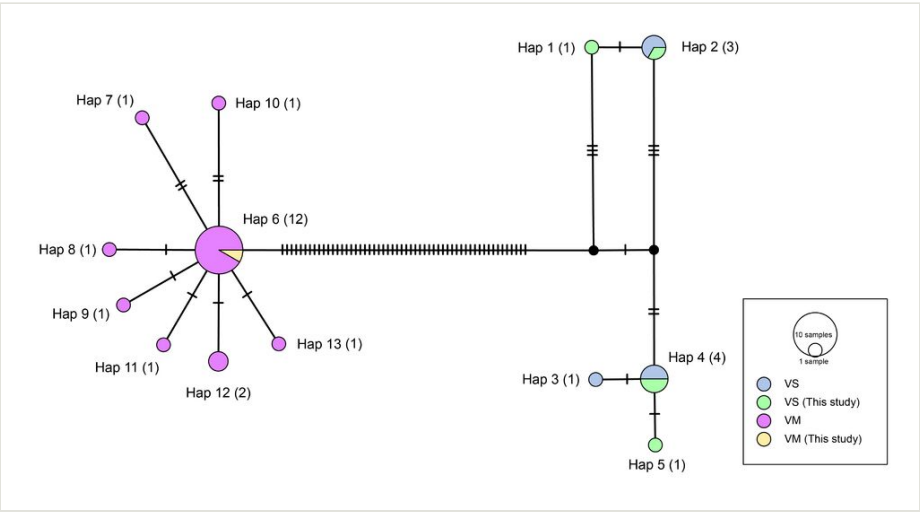 Hap 1 (1)
Hap 2 (3)
Hap 7 (1)
Hap 10 (1)
Hap 6 (12)
Hap 8 (1)
Hap 9 (1)
Hap 11 (1)
Hap 12 (2)
Hap 13 (1)
Hap 4 (4)
Hap 3 (1)
Hap 5 (1)
10 samples
1 sample
VS
VS (This study)
VM
VM (This study)